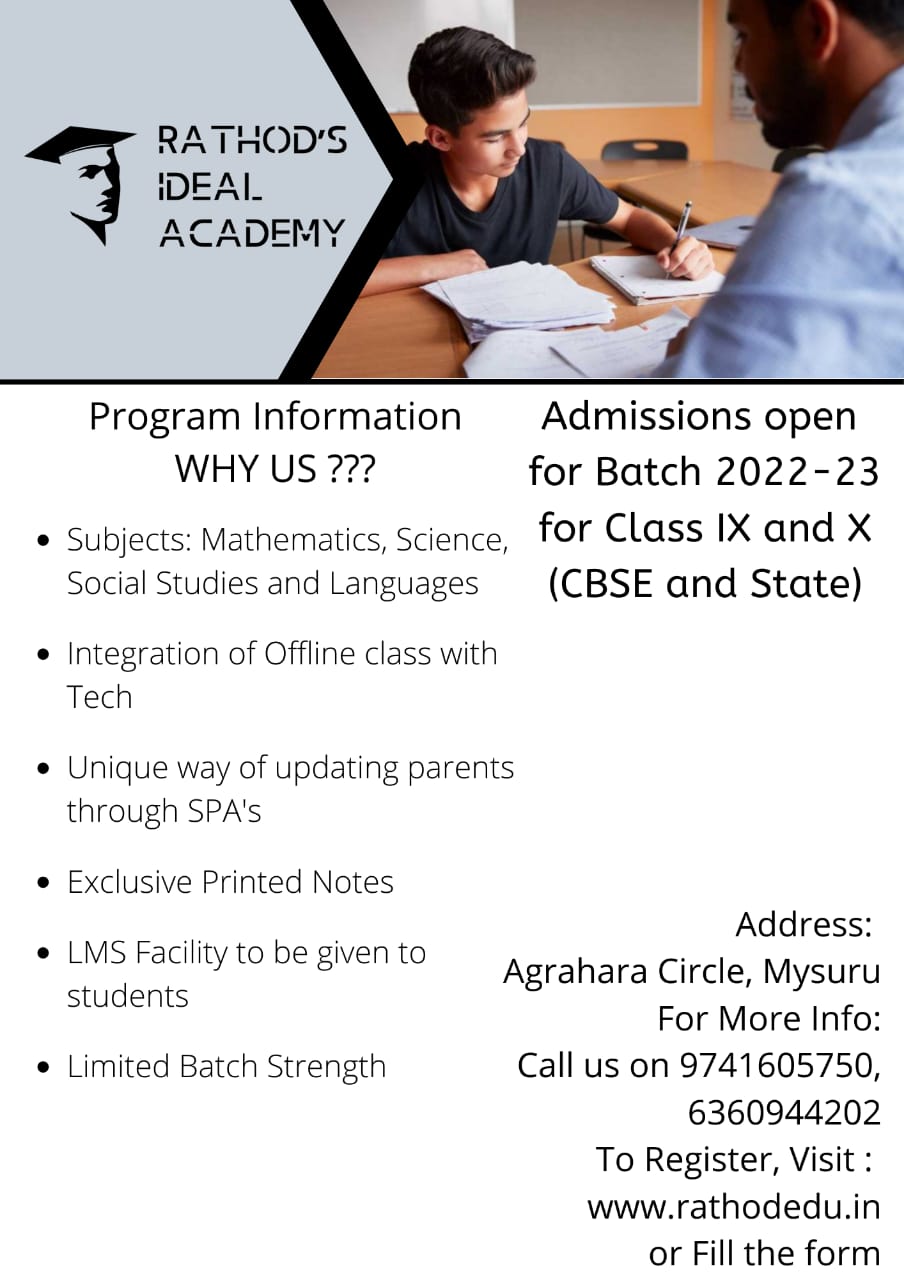 RATHOD'S
IDEAL
ACADEMY
Program Information
WHY US ???
Subjects: Mathematics, Science,
Social Studies and Languages
Integration of Offline class with
Tech
Unique way of updating parents
through SPA's
Exclusive Printed Notes
LMS Facility to be given to
students
Limited Batch Strength
Admissions open
for Batch 2022-23
for Class IX and X
(CBSE and State)
Address:
Agrahara Circle, Mysuru
For More Info:
Call us on 9741605750,
6360944202
To Register, Visit :
www.rathodedu.in
or Fill the form